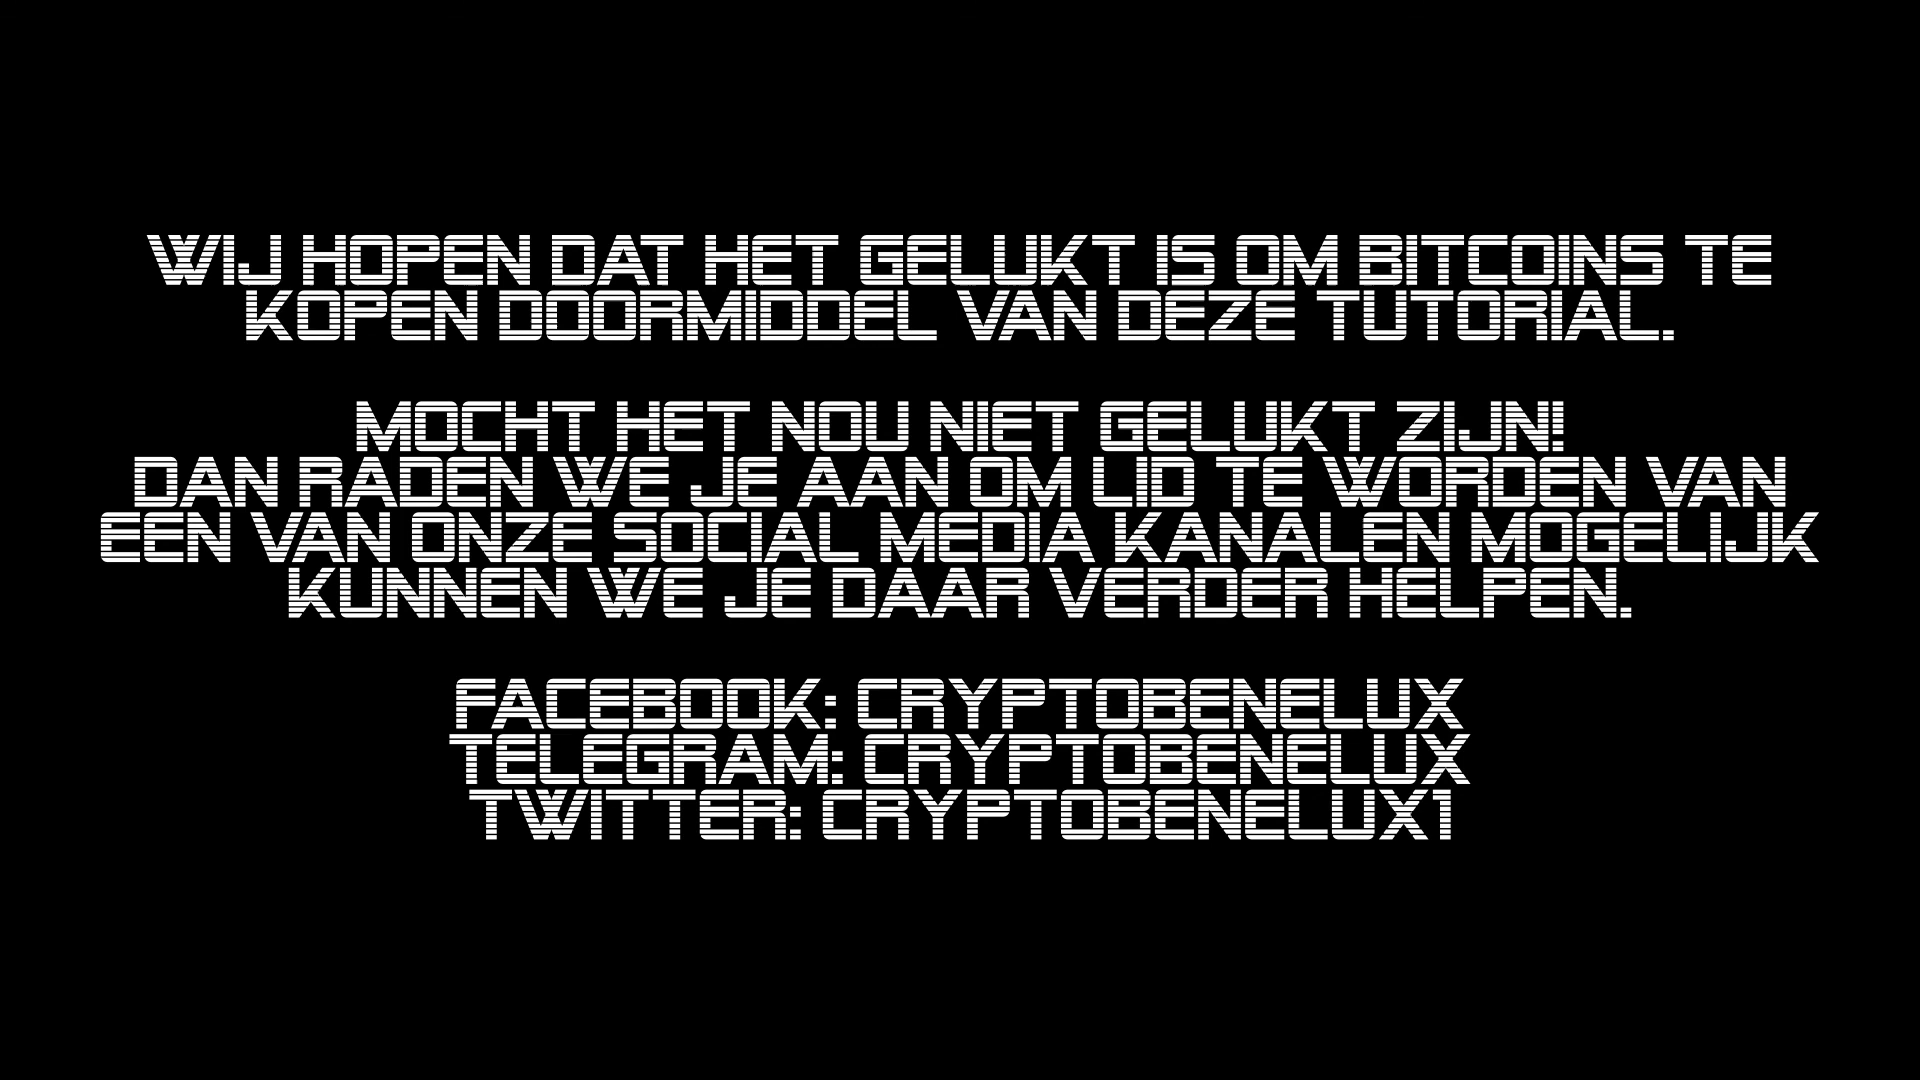 WIJ HOPEN DAT HET GELUKT IS OM BITCOINS TE
KOPEN DOORMIDDEL VAN DEZE TUTORIAL.
MOCHT HET NOU NIET GELUKT ZIJN!
DAN RADEN WE JE AAN OM LID TE WORDEN VAN
EEN VAN ONZE SOCIAL MEDIA KANALEN MOGELIJK
KUNNEN WE JE DAAR VERDER HELPEN.
FACEBOOK: CRYPTOBENELUX
TELEGRAM: CRYPTOBENELUX
TWITTER: CRYPTOBENELUX1